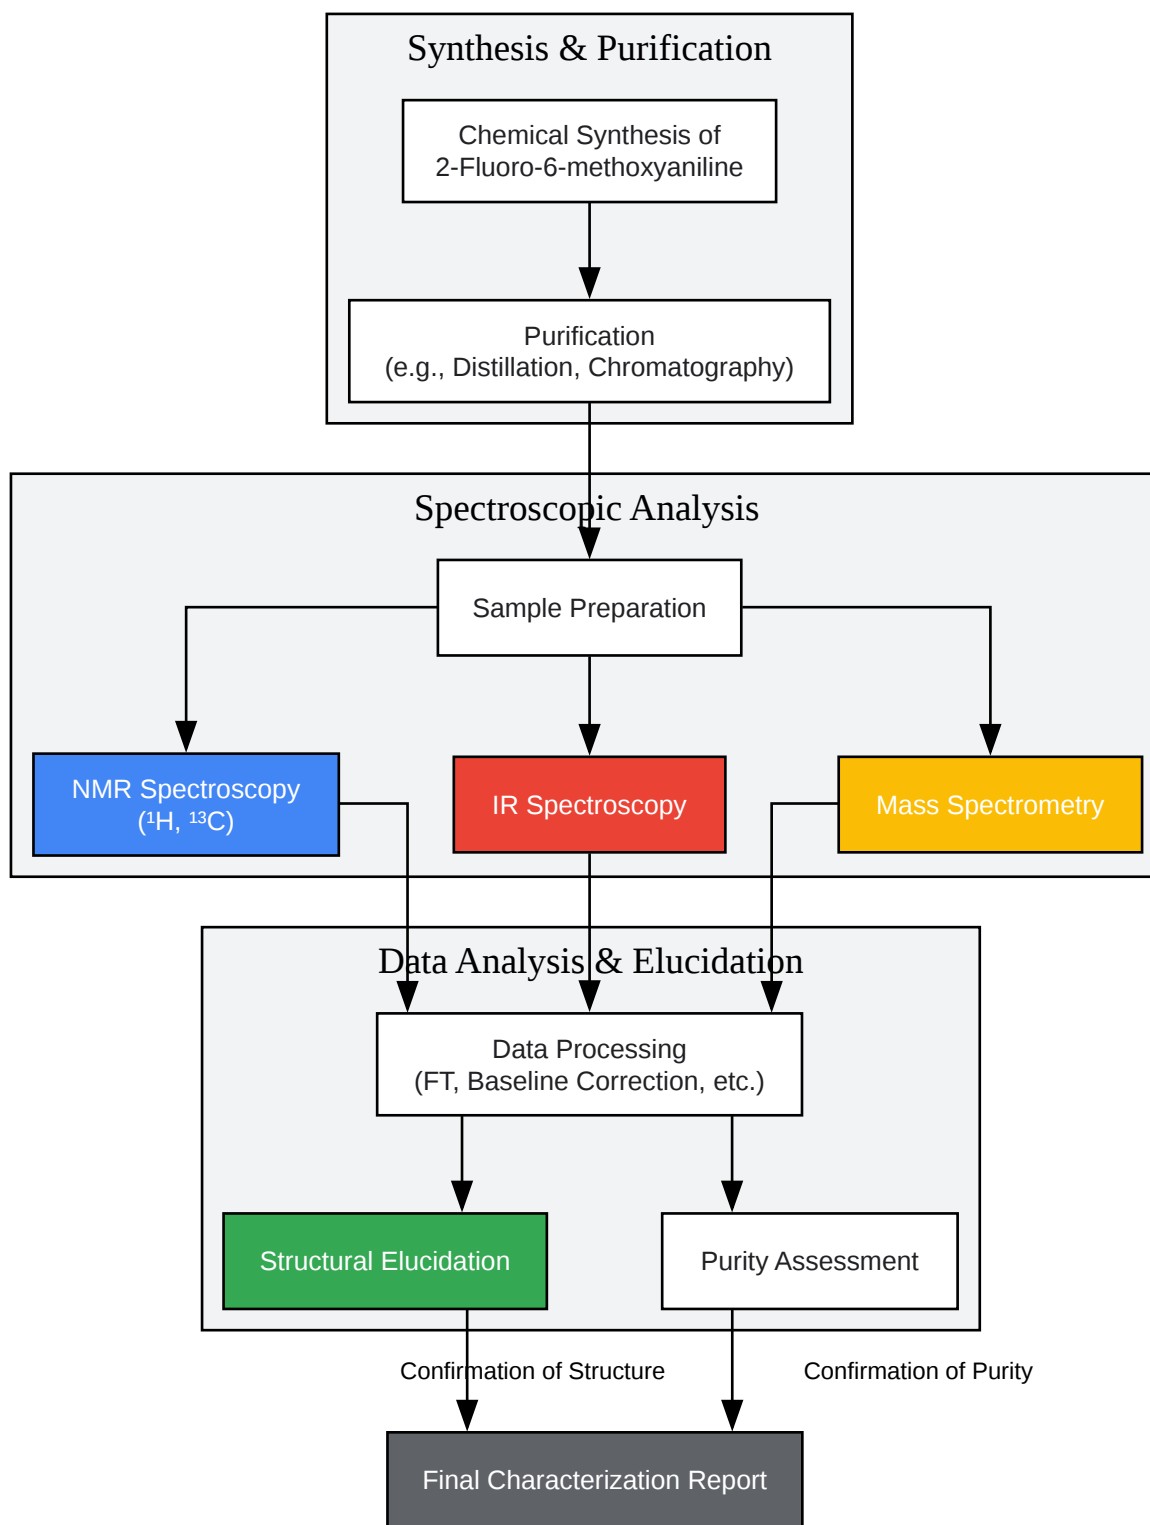 Synthesis & Purification
Chemical Synthesis of
2-Fluoro-6-methoxyaniline
Purification
(e.g., Distillation, Chromatography)
Spectroscopic Analysis
Sample Preparation
NMR Spectroscopy
(¹H, ¹³C)
IR Spectroscopy
Mass Spectrometry
Data Analysis & Elucidation
Data Processing
(FT, Baseline Correction, etc.)
Structural Elucidation
Purity Assessment
Confirmation of Structure
Confirmation of Purity
Final Characterization Report